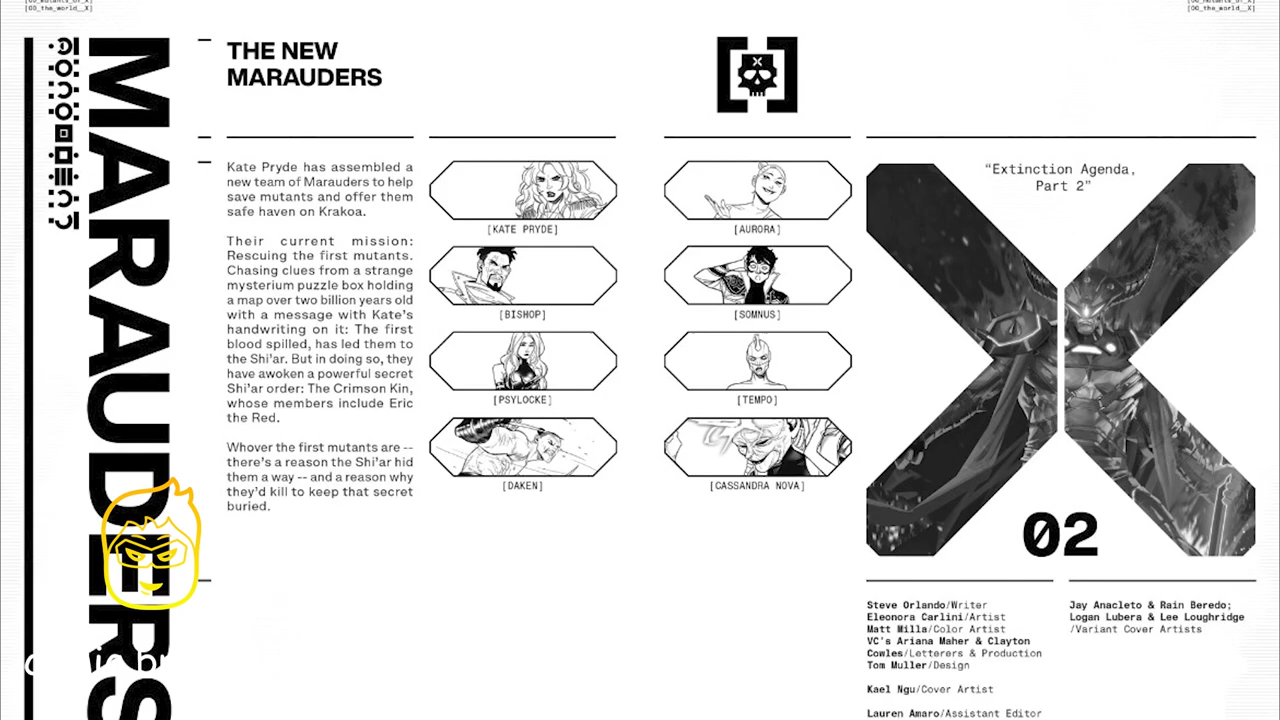 [00_mutants_of_X]
[00_the_world__X]
[00_mutants_of_X]
[00_the_world__X]
MARAUDERS
THE NEW
MARAUDERS
Kate Pryde has assembled a
new team of Marauders to help
save mutants and offer them
safe haven on Krakoa.
Their current mission:
Rescuing the first mutants.
Chasing clues from a strange
mysterium puzzle box holding
a map over two billion years old
with a message with Kate's
handwriting on it: The first
blood spilled, has led them to
the Shi'ar. But in doing so, they
have awoken a powerful secret
Shi'ar order: The Crimson Kin,
whose members include Eric
the Red.
Whover the first mutants are --
there's a reason the Shi'ar hid
them a way -- and a reason why
they'd kill to keep that secret
buried.
[KATE PRYDE]
[AURORA]
[BISHOP]
[SOMNUS]
[PSYLOCKE]
[TEMPO]
[DAKEN]
[CASSANDRA NOVA]
“Extinction Agenda,
Part 2”
02
Steve Orlando/Writer
Eleonora Carlini/Artist
Matt Milla/Color Artist
VC's Ariana Maher & Clayton
Cowles/Letterers & Production
Tom Muller/Design
Kael Ngu/Cover Artist
Lauren Amaro/Assistant Editor
Jay Anacleto & Rain Beredo;
Logan Lubera & Lee Loughridge
/Variant Cover Artists